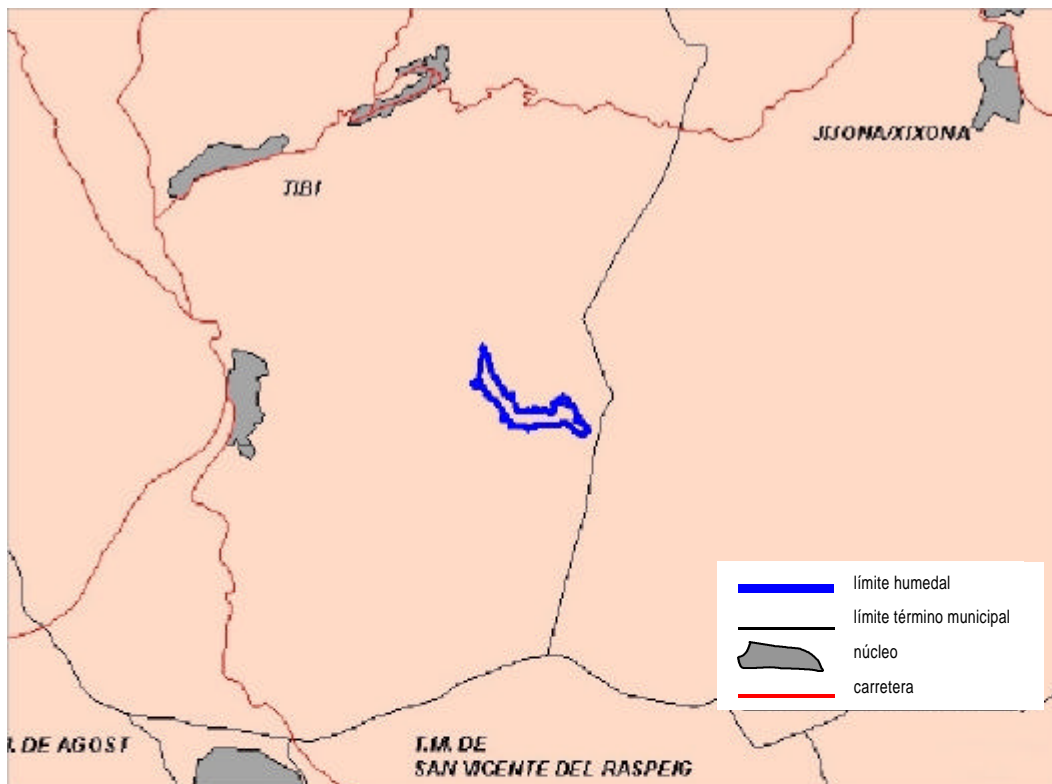 JIJONA/XIXONA
TIBI
límite humedal
límite término municipal
núcleo
carretera
DE AGOST
T.M. DE
SAN VICENTE DEL RASPEIG